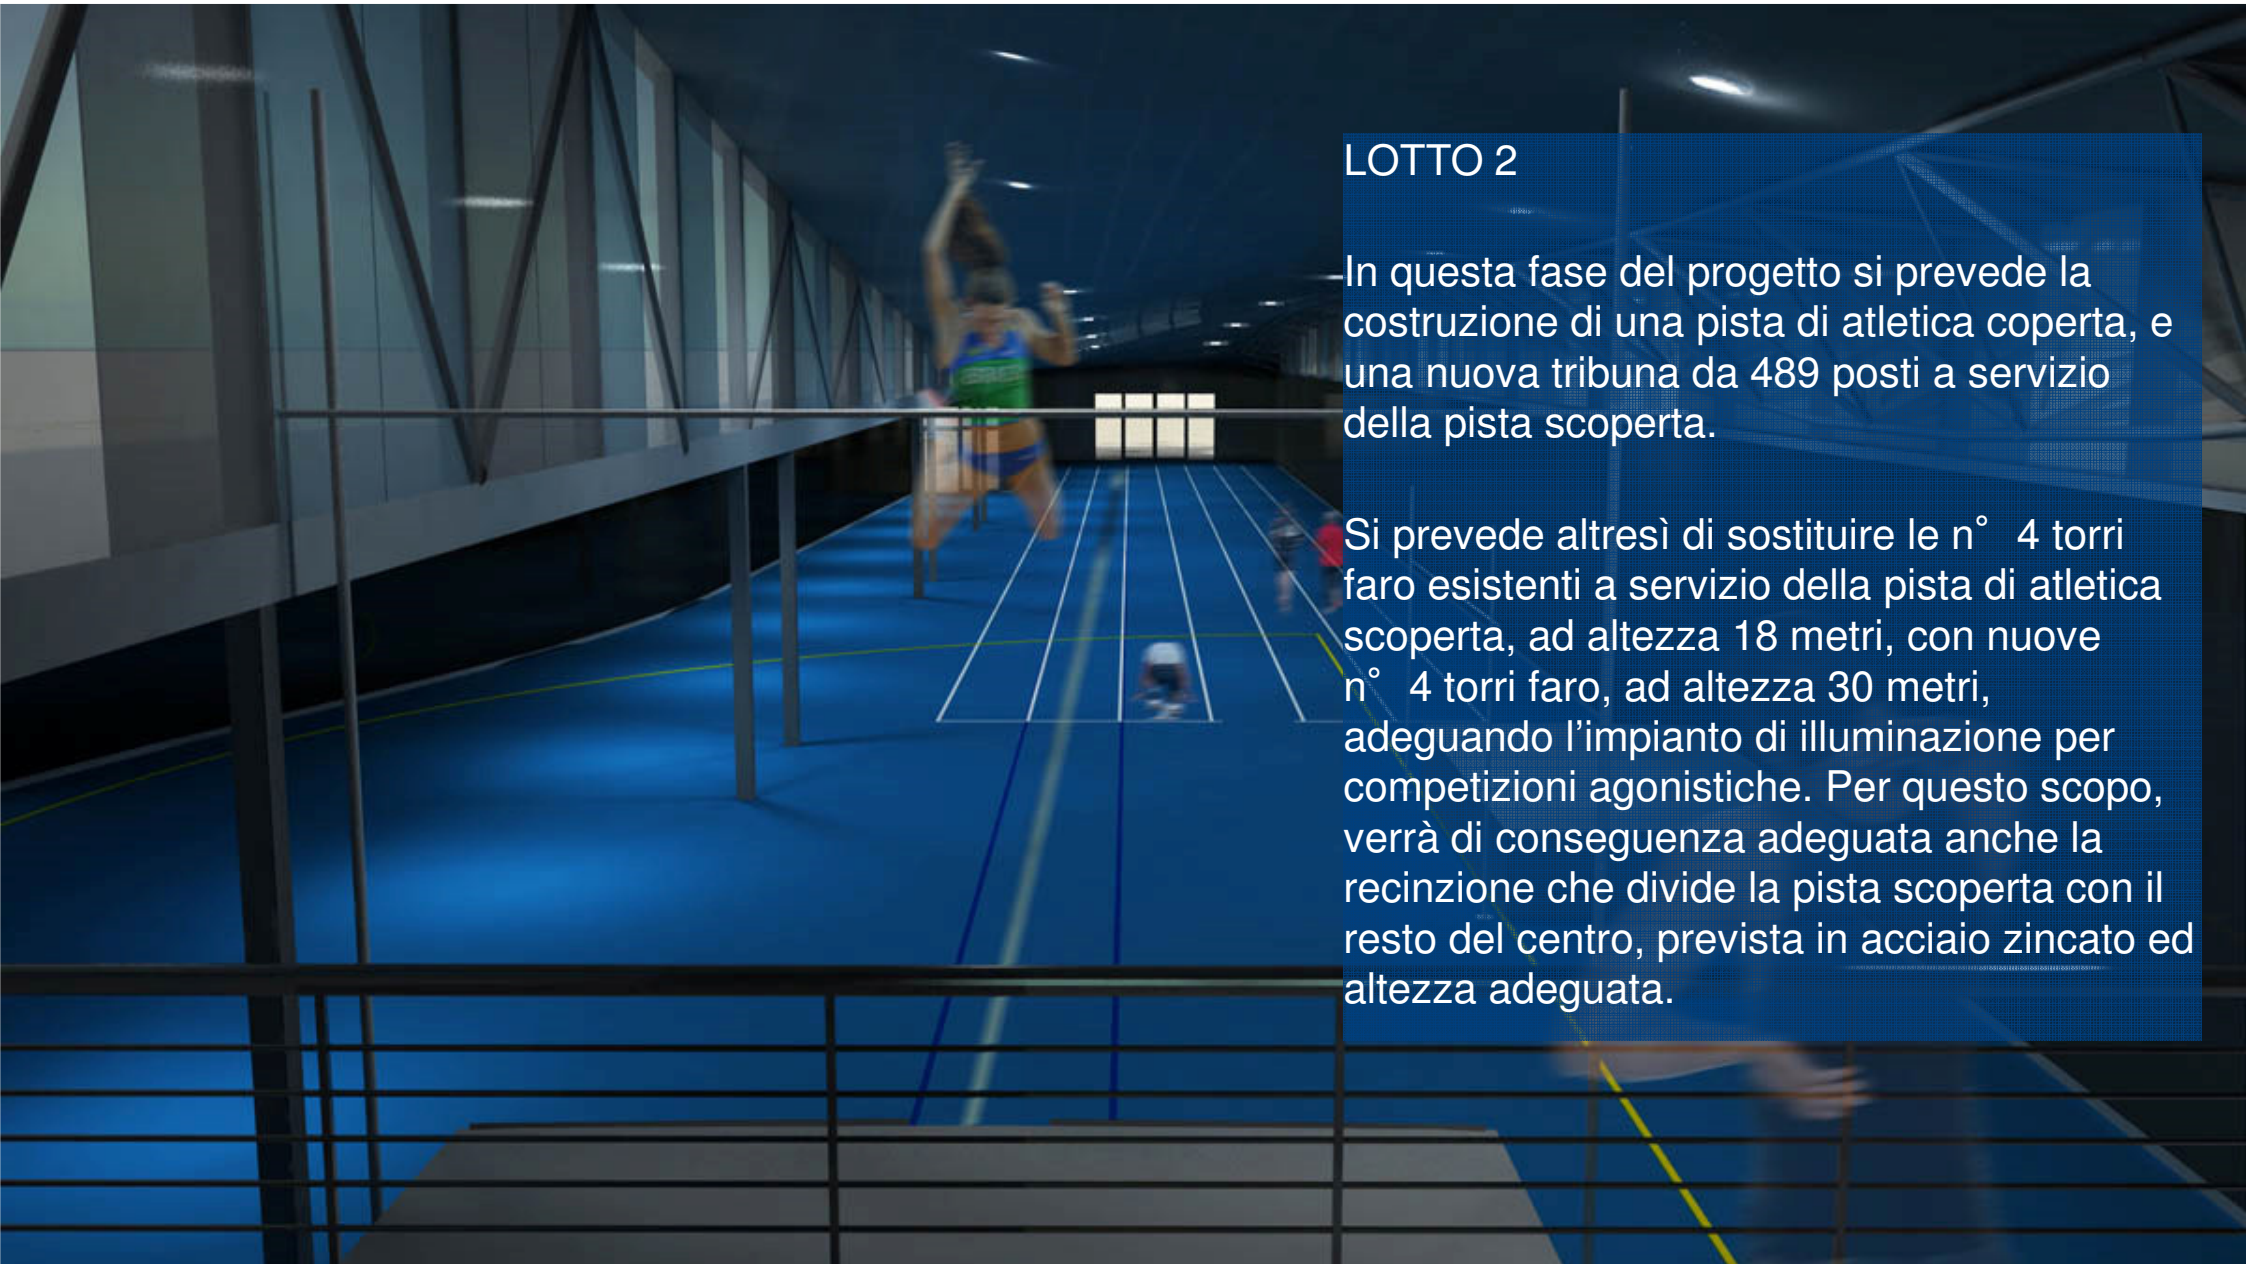 LOTTO 2
In questa fase del progetto si prevede la
costruzione di una pista di atletica coperta, e
una nuova tribuna da 489 posti a servizio
della pista scoperta.
Si prevede altresì di sostituire le n° 4 torri
faro esistenti a servizio della pista di atletica
scoperta, ad altezza 18 metri, con nuove
n° 4 torri faro, ad altezza 30 metri,
adeguando l’impianto di illuminazione per
competizioni agonistiche. Per questo scopo,
verrà di conseguenza adeguata anche la
recinzione che divide la pista scoperta con il
resto del centro, prevista in acciaio zincato ed
altezza adeguata.